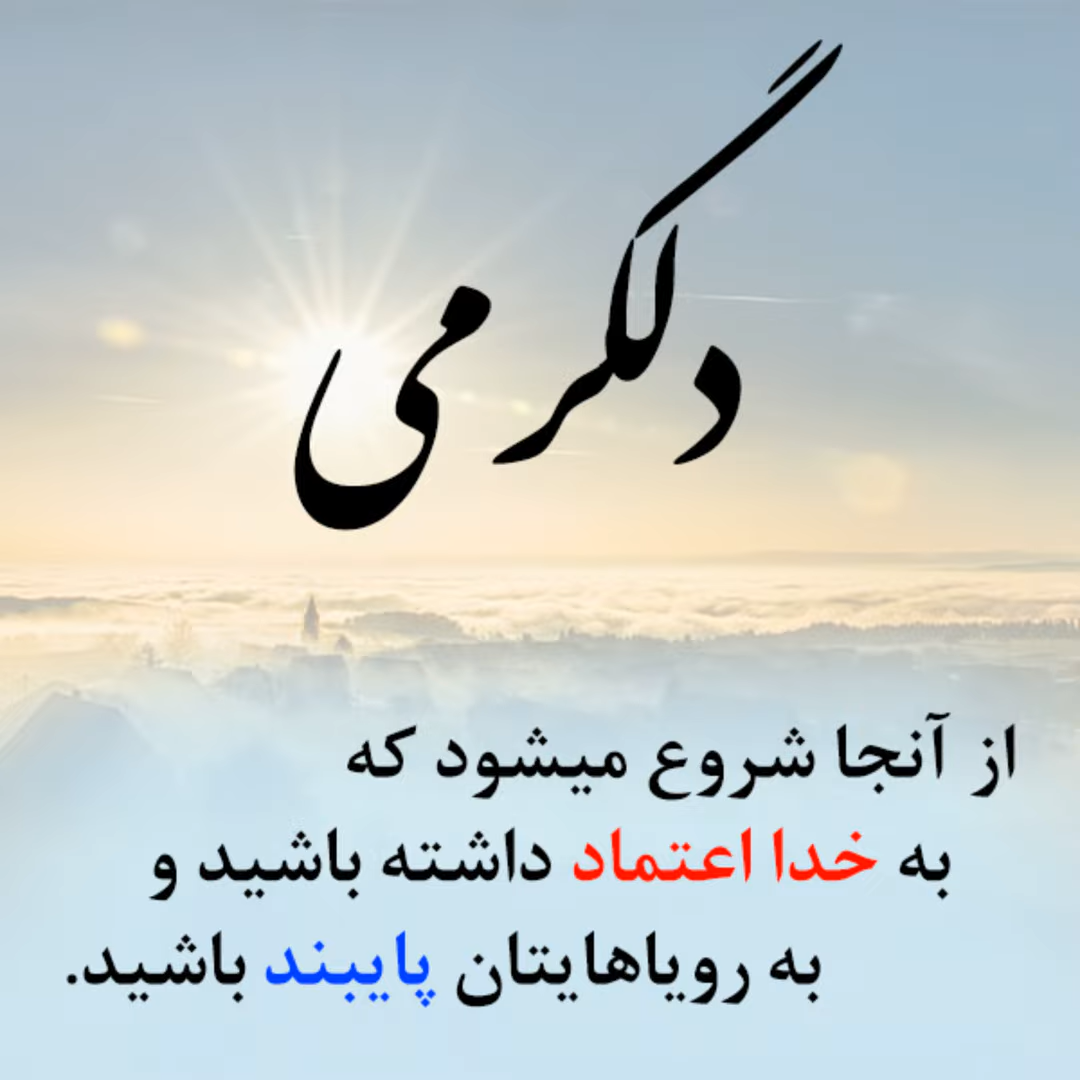 دلگرمی
از آنجا شروع میشود که
به خدا اعتماد داشته باشید و
به رویاهایتان پایبند باشید.